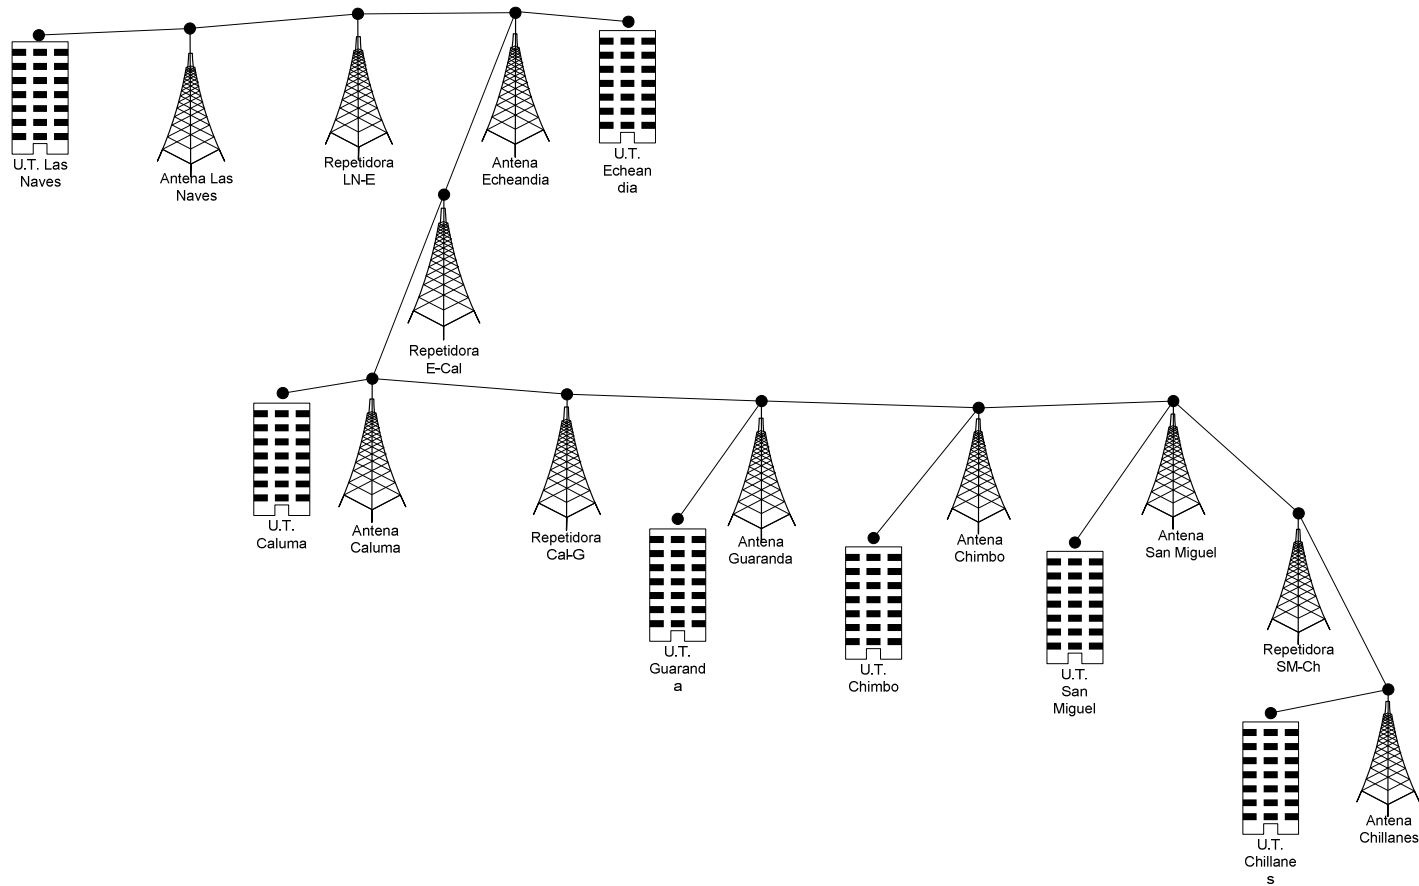 U.T. Las
Naves
Antena Las
Naves
Repetidora
LN-E
Antena
Echeandia
U.T.
Echean
dia
Repetidora
E-Cal
U.T.
Caluma
Antena
Caluma
Repetidora
Cal-G
U.T.
Guarand
a
Antena
Guaranda
U.T.
Chimbo
Antena
Chimbo
U.T.
San
Miguel
Antena
San Miguel
Repetidora
SM-Ch
U.T.
Chillane
s
Antena
Chillanes